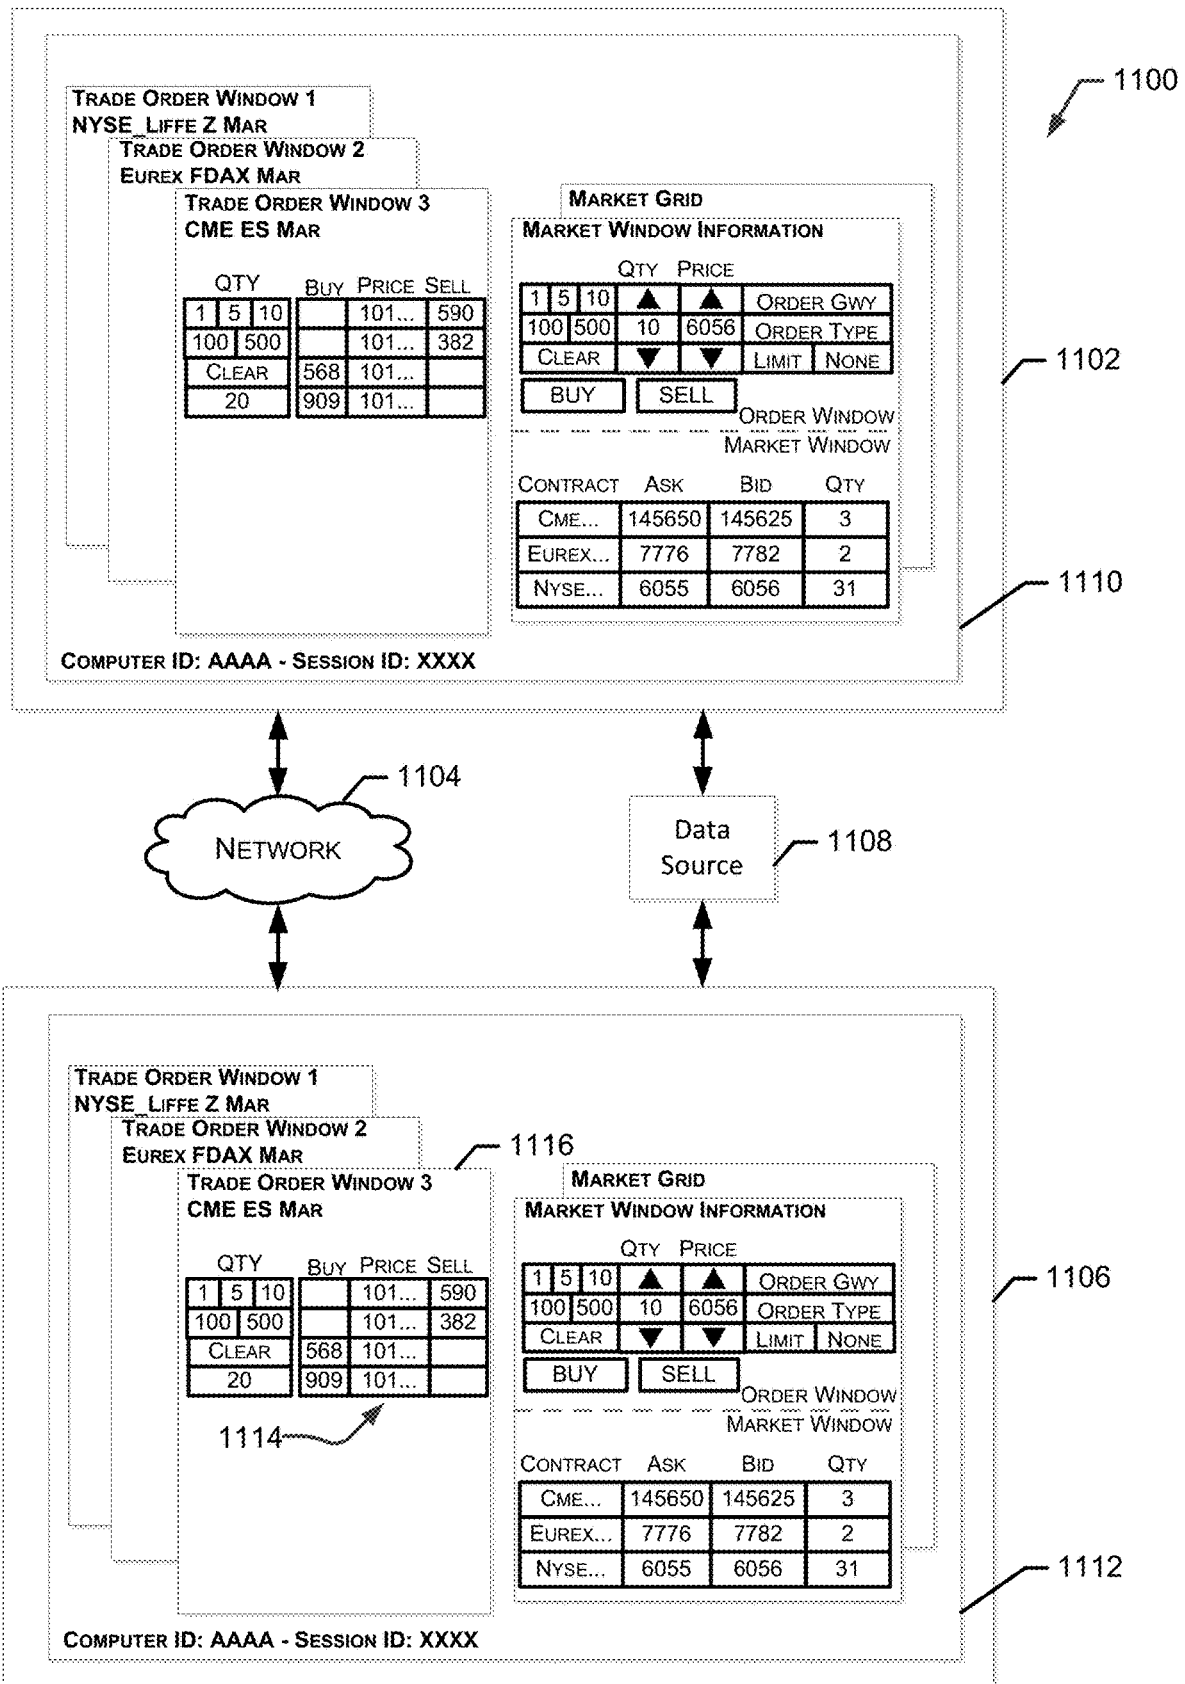 1100
TRADE ORDER WINDOW 1
NYSE_LIFFE Z MAR
TRADE ORDER WINDOW 2
EUREX FDAX MAR
TRADE ORDER WINDOW 3
CME ES MAR
QTY BUY PRICE SELL
1 5 10 101... 590
100 500 101... 382
CLEAR 568 101...
20 909 101...
MARKET GRID
MARKET WINDOW INFORMATION
QTY PRICE
1 5 10 ORDER GWY
100 500 10 6056 ORDER TYPE
CLEAR LIMIT NONE
BUY SELL
ORDER WINDOW
MARKET WINDOW
CONTRACT ASK BID QTY
CME... 145650 145625 3
EUREX... 7776 7782 2
NYSE... 6055 6056 31
1102
1110
COMPUTER ID: AAAA - SESSION ID: XXXX
1104
NETWORK
Data
Source
1108
TRADE ORDER WINDOW 1
NYSE_LIFFE Z MAR
TRADE ORDER WINDOW 2
EUREX FDAX MAR
1116
TRADE ORDER WINDOW 3
CME ES MAR
QTY BUY PRICE SELL
1 5 10 101... 590
100 500 101... 382
CLEAR 568 101...
20 909 101...
1114
MARKET GRID
MARKET WINDOW INFORMATION
QTY PRICE
1 5 10 ORDER GWY
100 500 10 6056 ORDER TYPE
CLEAR LIMIT NONE
BUY SELL
ORDER WINDOW
MARKET WINDOW
CONTRACT ASK BID QTY
CME... 145650 145625 3
EUREX... 7776 7782 2
NYSE... 6055 6056 31
1106
1112
COMPUTER ID: AAAA - SESSION ID: XXXX